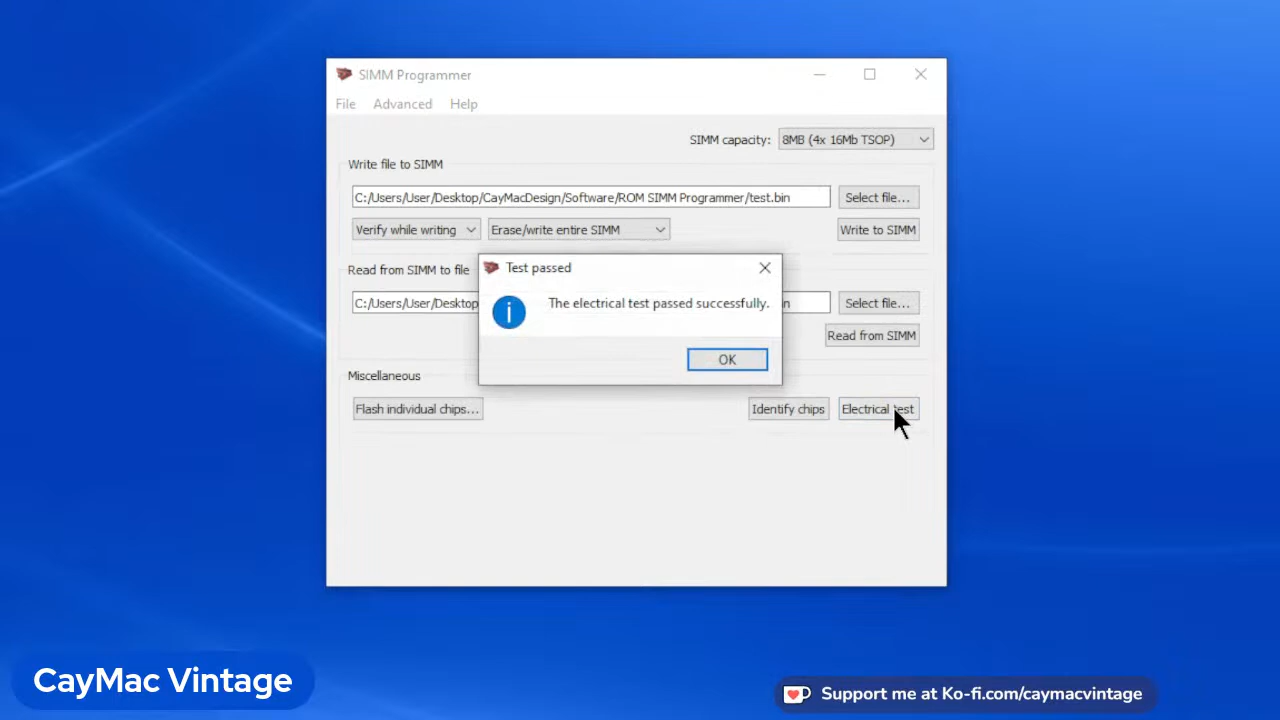 SIMM Programmer
File Advanced Help
SIMM capacity: 8MB (4x 16Mb TSOP)
Write file to SIMM
C:/Users/User/Desktop/CayMacDesign/Software/ROM SIMM Programmer/test.bin Select file...
Verify while writing Erase/write entire SIMM Write to SIMM
Test passed
The electrical test passed successfully.
OK
Read from SIMM to file
C:/Users/User/Desktop in Select file...
Read from SIMM
Miscellaneous
Flash individual chips... Identify chips Electrical test
CayMac Vintage
Support me at Ko-fi.com/caymacvintage